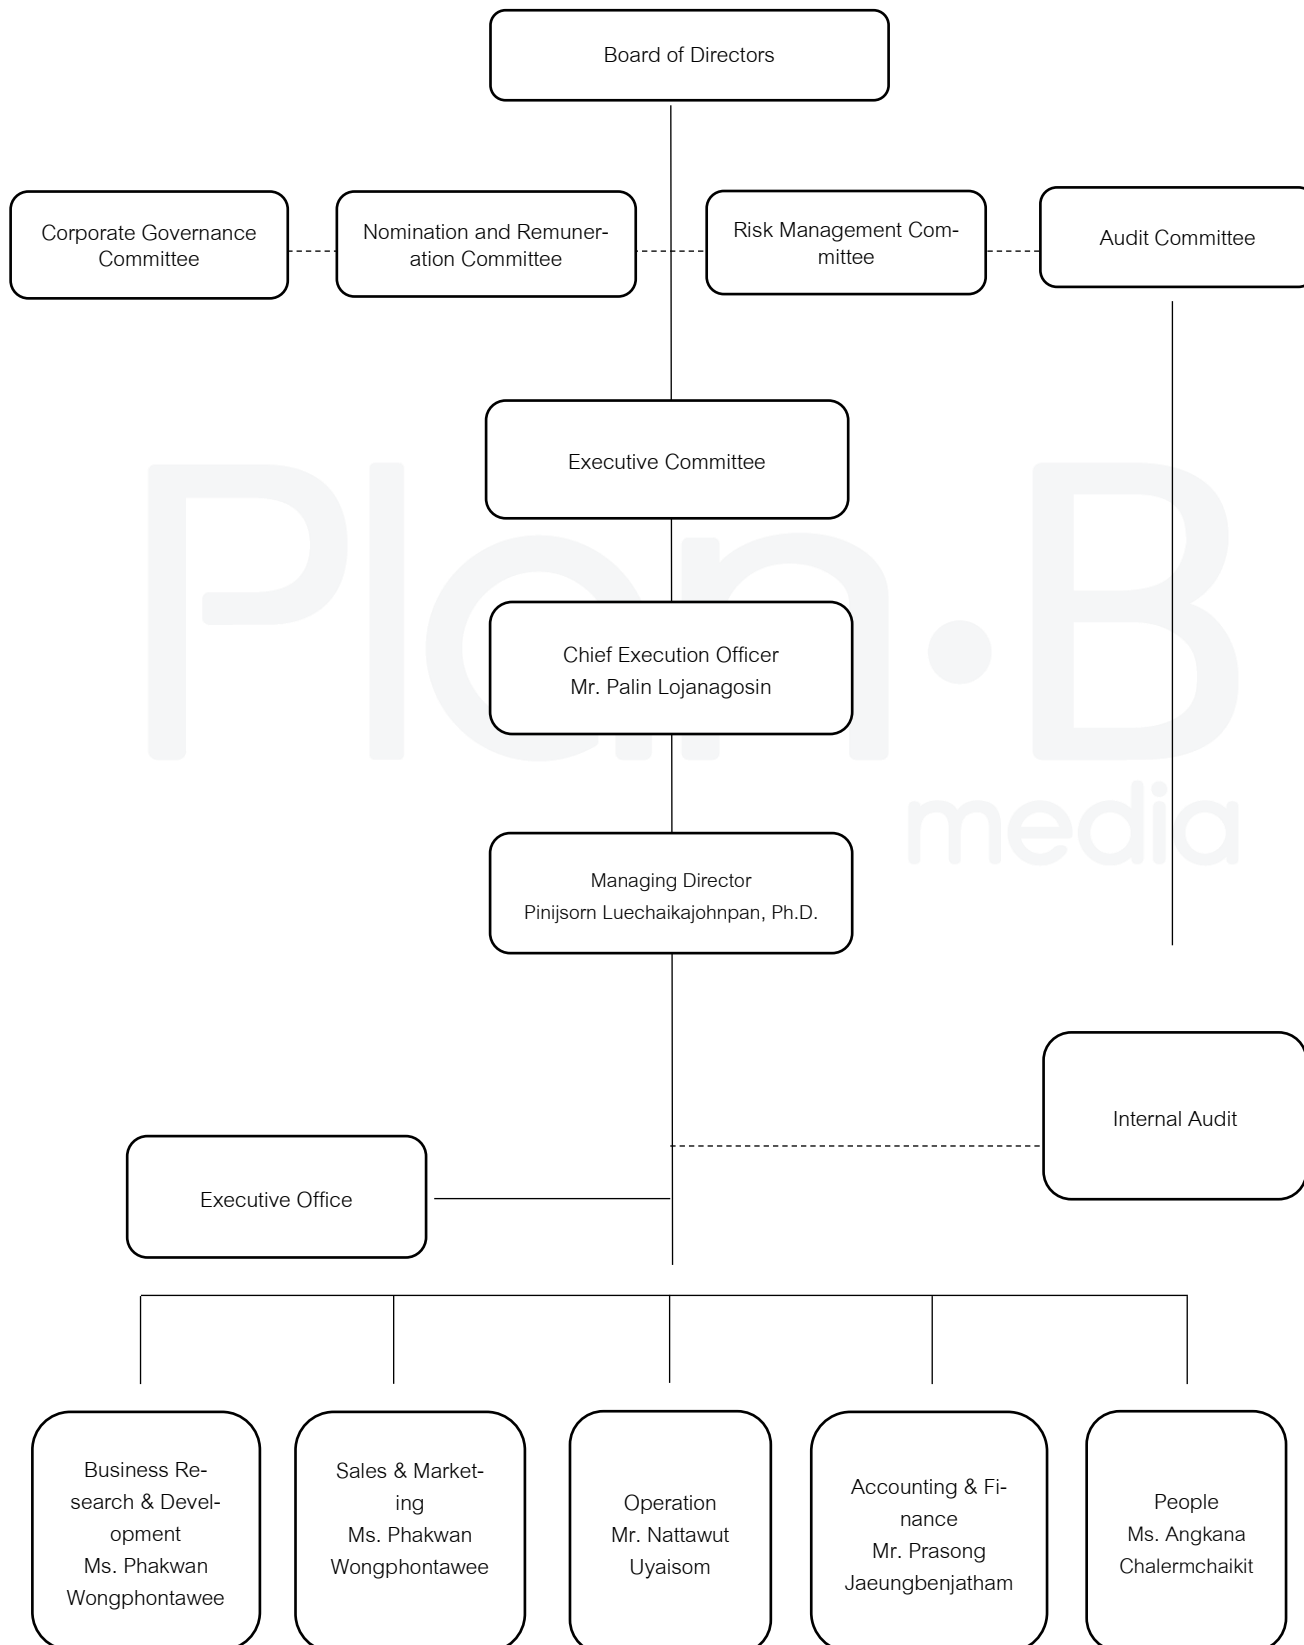 Board of Directors
Corporate Governance
Committee
Nomination and Remuner-
ation Committee
Risk Management Com-
mittee
Audit Committee
Executive Committee
Plan B
media
Chief Execution Officer
Mr. Palin Lojanagosin
Managing Director
Pinijsorn Luechaikajohnpan, Ph.D.
Internal Audit
Executive Office
Business Re-
search & Devel-
opment
Ms. Phakwan
Wongphontawee
Sales & Market-
ing
Ms. Phakwan
Wongphontawee
Operation
Mr. Nattawut
Uyaisom
Accounting & Fi-
nance
Mr. Prasong
Jaeungbenjatham
People
Ms. Angkana
Chalermchaikit